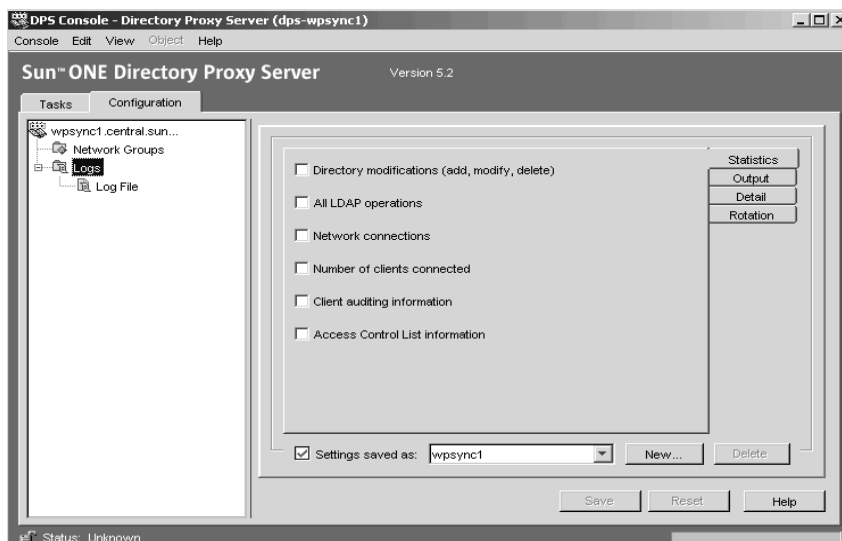 DPS Console - Directory Proxy Server (dps-wpsync1)
Console Edit View Object Help
Sun™ ONE Directory Proxy Server Version 5.2
Tasks Configuration
wpsync1.central.sun...
Network Groups
Logs
Log File
Directory modifications (add, modify, delete)
All LDAP operations
Network connections
Number of clients connected
Client auditing information
Access Control List information
Statistics
Output
Detail
Rotation
Settings saved as: wpsync1 New... Delete
Save Reset Help
Status: Unknown